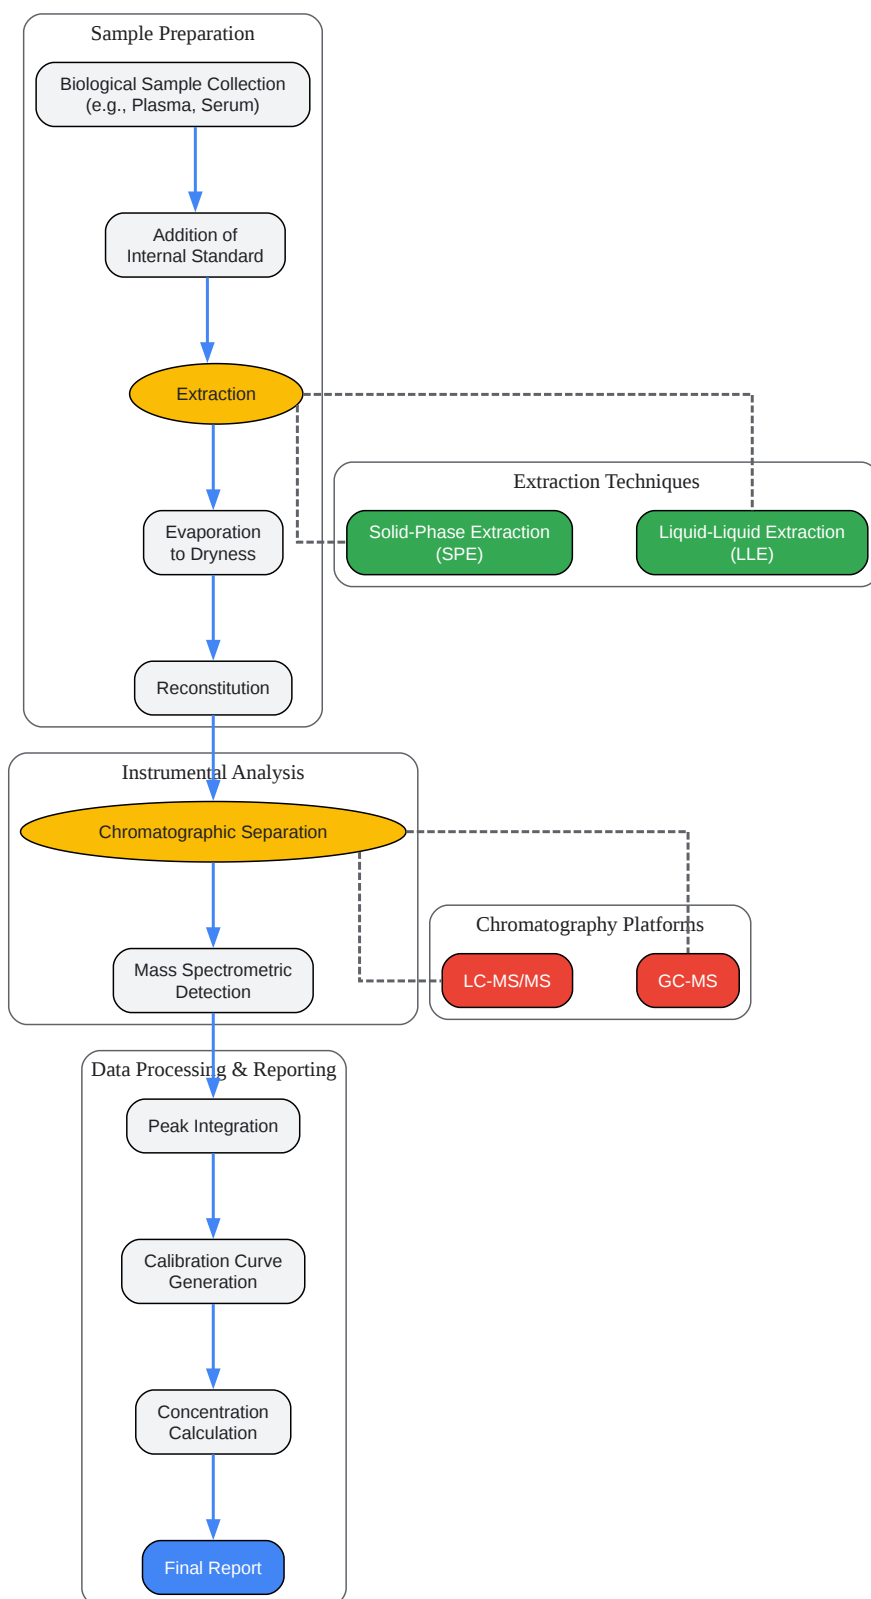 Sample Preparation
Biological Sample Collection
(e.g., Plasma, Serum)
Addition of
Internal Standard
Extraction
Extraction Techniques
Solid-Phase Extraction
(SPE)
Liquid-Liquid Extraction
(LLE)
Evaporation
to Dryness
Reconstitution
Instrumental Analysis
Chromatographic Separation
Chromatography Platforms
LC-MS/MS
GC-MS
Mass Spectrometric
Detection
Data Processing & Reporting
Peak Integration
Calibration Curve
Generation
Concentration
Calculation
Final Report